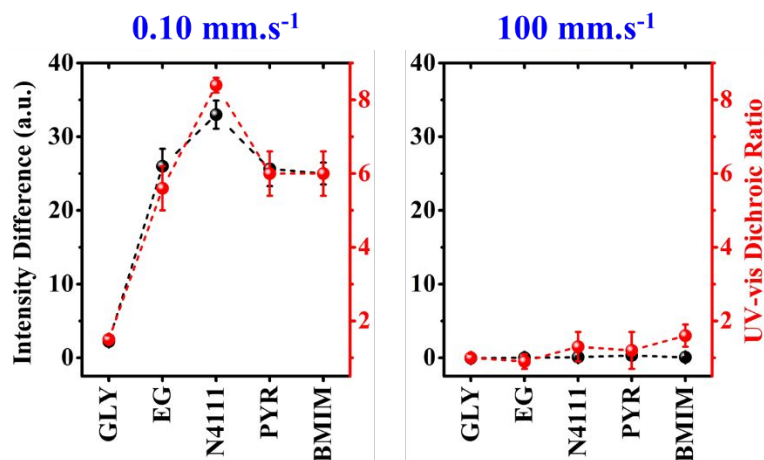 0.10 mm.s-1
100 mm.s-1
Intensity Difference (a.u.)
40
30
20
10
0
8
6
4
2
GLY
EG
N4111
PYR
BMIM
40
30
20
10
0
8
6
4
2
UV-vis Dichroic Ratio
GLY
EG
N4111
PYR
BMIM